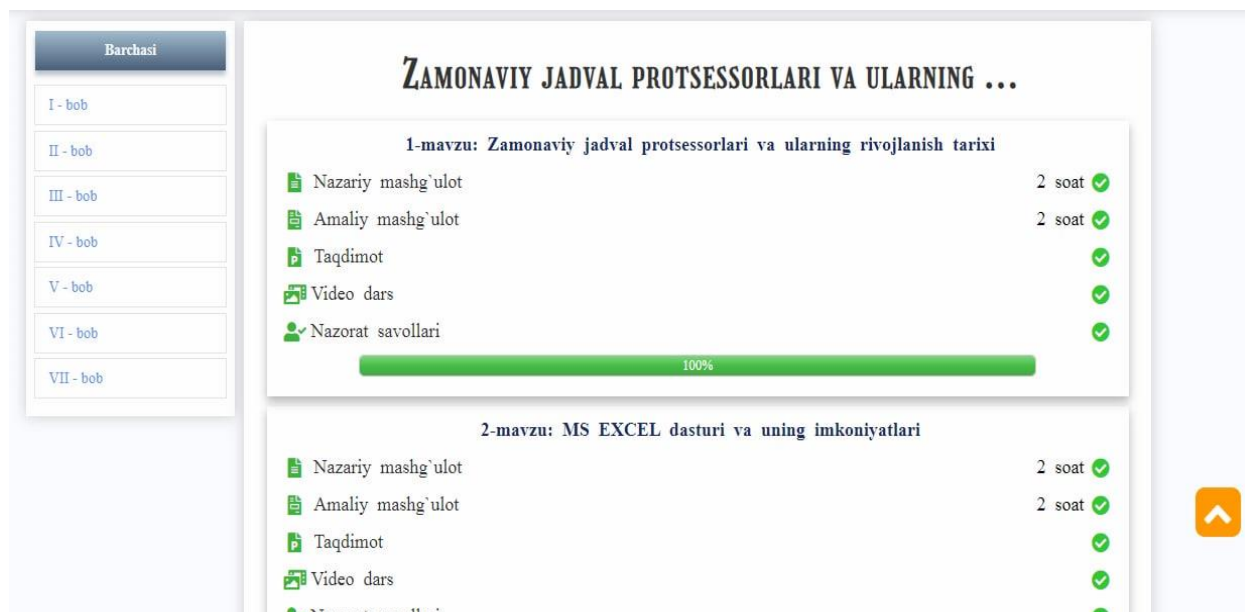 Barchasi
I - bob
II - bob
III - bob
IV - bob
V - bob
VI - bob
VII - bob
Zamonaviy jadval protsessorlari va ularning ...
1-mavzu: Zamonaviy jadval protsessorlari va ularning rivojlanish tarixi
Nazariy mashg`ulot 2 soat
Amaliy mashg`ulot 2 soat
Taqdimot
Video dars
Nazorat savollari
100%
2-mavzu: MS EXCEL dasturi va uning imkoniyatlari
Nazariy mashg`ulot 2 soat
Amaliy mashg`ulot 2 soat
Taqdimot
Video dars